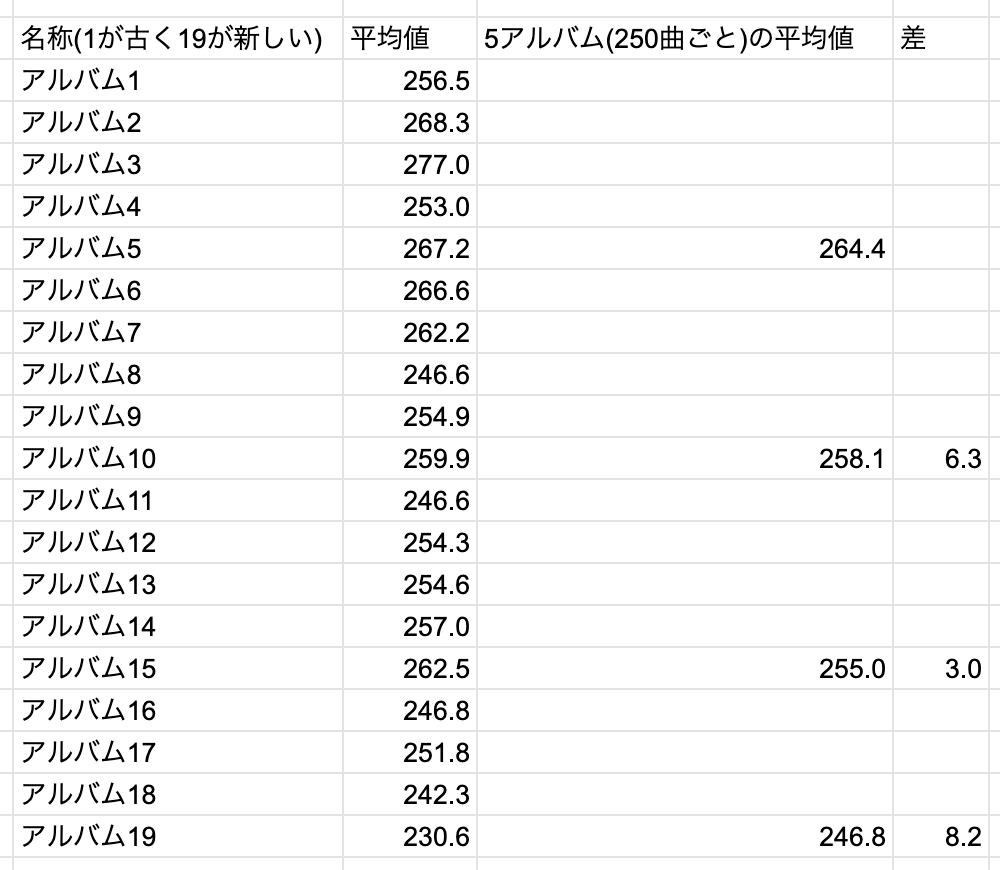 名称(1が古く19が新しい) 平均値 5アルバム(250曲ごと)の平均値 差
アルバム1 256.5
アルバム2 268.3
アルバム3 277.0
アルバム4 253.0
アルバム5 267.2 264.4
アルバム6 266.6
アルバム7 262.2
アルバム8 246.6
アルバム9 254.9
アルバム10 259.9 258.1 6.3
アルバム11 246.6
アルバム12 254.3
アルバム13 254.6
アルバム14 257.0
アルバム15 262.5 255.0 3.0
アルバム16 246.8
アルバム17 251.8
アルバム18 242.3
アルバム19 230.6 246.8 8.2